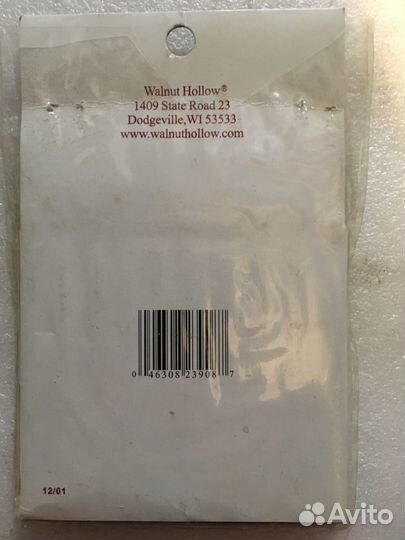 Walnut Hollow®
1409 State Road 23
Dodgeville,WI 53533
www.walnuthollow.com
0 46308 23908 7
12/01
Avito